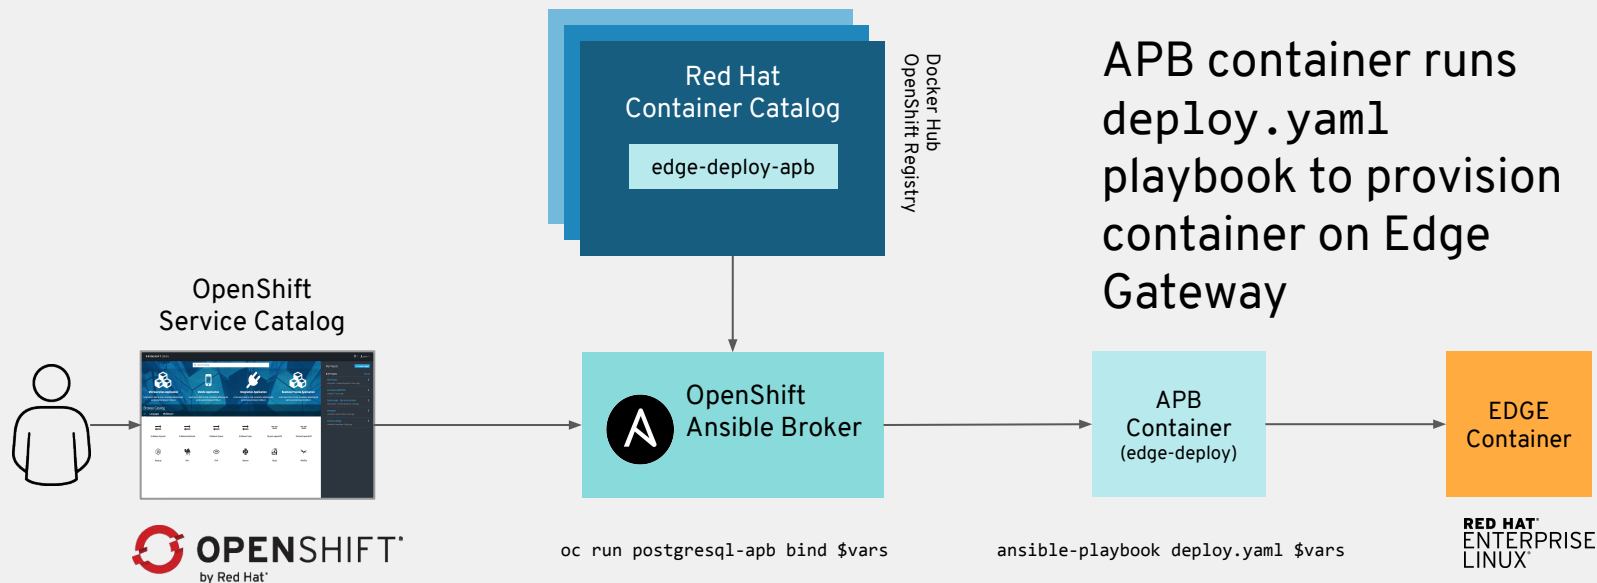 Red Hat
Container Catalog
edge-deploy-apb
Docker Hub
OpenShift Registry
APB container runs
deploy.yaml
playbook to provision
container on Edge
Gateway
OpenShift
Service Catalog
OpenShift
Ansible Broker
APB
Container
(edge-deploy)
EDGE
Container
OPENSHIFT
by Red Hat
oc run postgresql-apb bind $vars
ansible-playbook deploy.yaml $vars
RED HAT
ENTERPRISE
LINUX